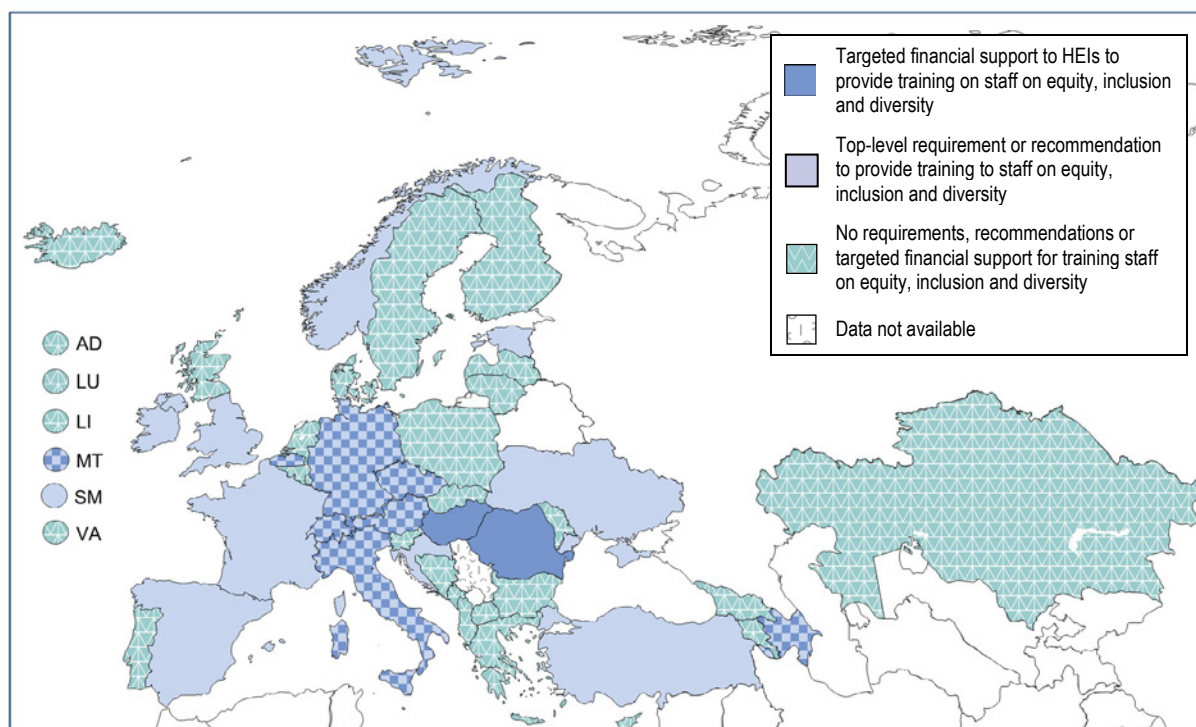 Targeted financial support to HEIs to
provide training on staff on equity, inclusion
and diversity
Top-level requirement or recommendation
to provide training to staff on equity,
inclusion and diversity
No requirements, recommendations or
targeted financial support for training staff
on equity, inclusion and diversity
Data not available
AD
LU
LI
MT
SM
VA